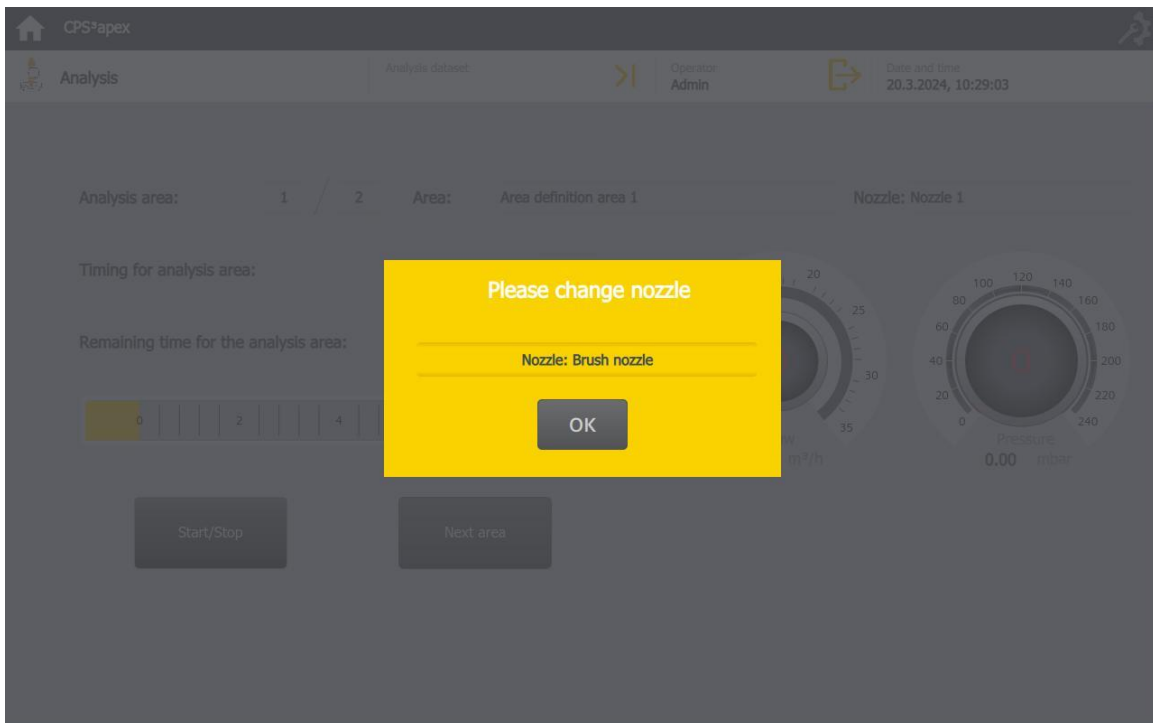 CPS³apex
Analysis
Analysis dataset:
Operator
Admin
Date and time
20.3.2024, 10:29:03
Analysis area: 1 / 2 Area: Area definition area 1 Nozzle: Nozzle 1
Timing for analysis area:
Remaining time for the analysis area:
0 2 4
Please change nozzle
Nozzle: Brush nozzle
OK
20 25 30 35
m³/h
0 20 40 60 80 100 120 140 160 180 200 220 240
0
Pressure
0.00 mbar
Start/Stop Next area